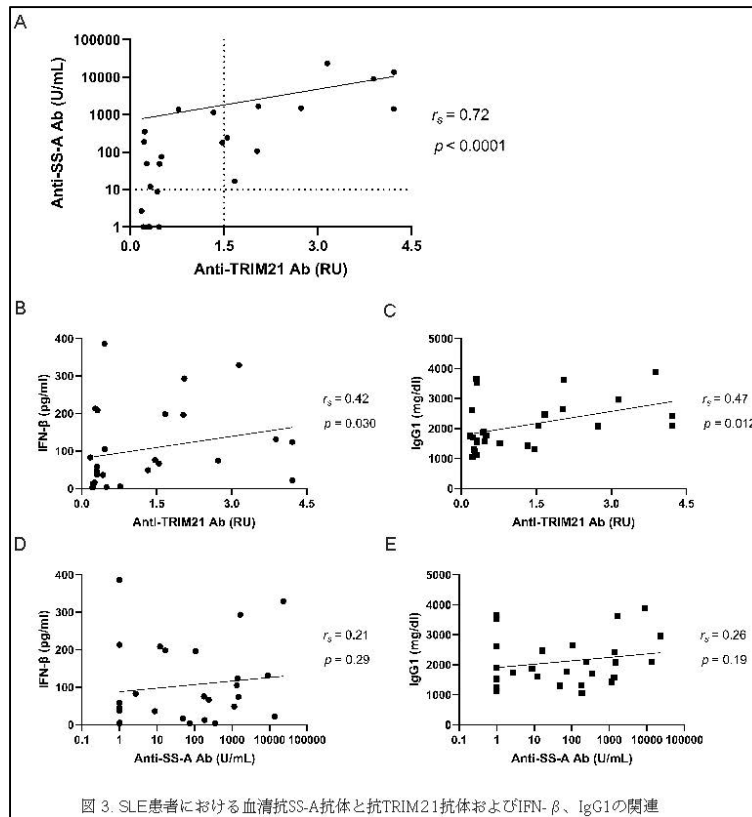 A
Anti-SS-A Ab (U/mL)
100000
10000
1000
100
10
1
0.0 1.5 3.0 4.5
Anti-TRIM21 Ab (RU)
rs = 0.72
p < 0.0001
B
IFN-β (pg/ml)
400
300
200
100
0
0.0 1.5 3.0 4.5
Anti-TRIM21 Ab (RU)
rs = 0.42
p = 0.030
C
IgG1 (mg/dl)
5000
4000
3000
2000
1000
0
0.0 1.5 3.0 4.5
Anti-TRIM21 Ab (RU)
rs = 0.47
p = 0.012
D
IFN-β (pg/ml)
400
300
200
100
0
0.1 1 10 100 1000 10000 100000
Anti-SS-A Ab (U/mL)
rs = 0.21
p = 0.29
E
IgG1 (mg/dl)
5000
4000
3000
2000
1000
0
0.1 1 10 100 1000 10000 100000
Anti-SS-A Ab (U/mL)
rs = 0.26
p = 0.19
図 3. SLE患者における血清抗SS-A抗体と抗TRIM21抗体およびIFN-β、IgG1の関連